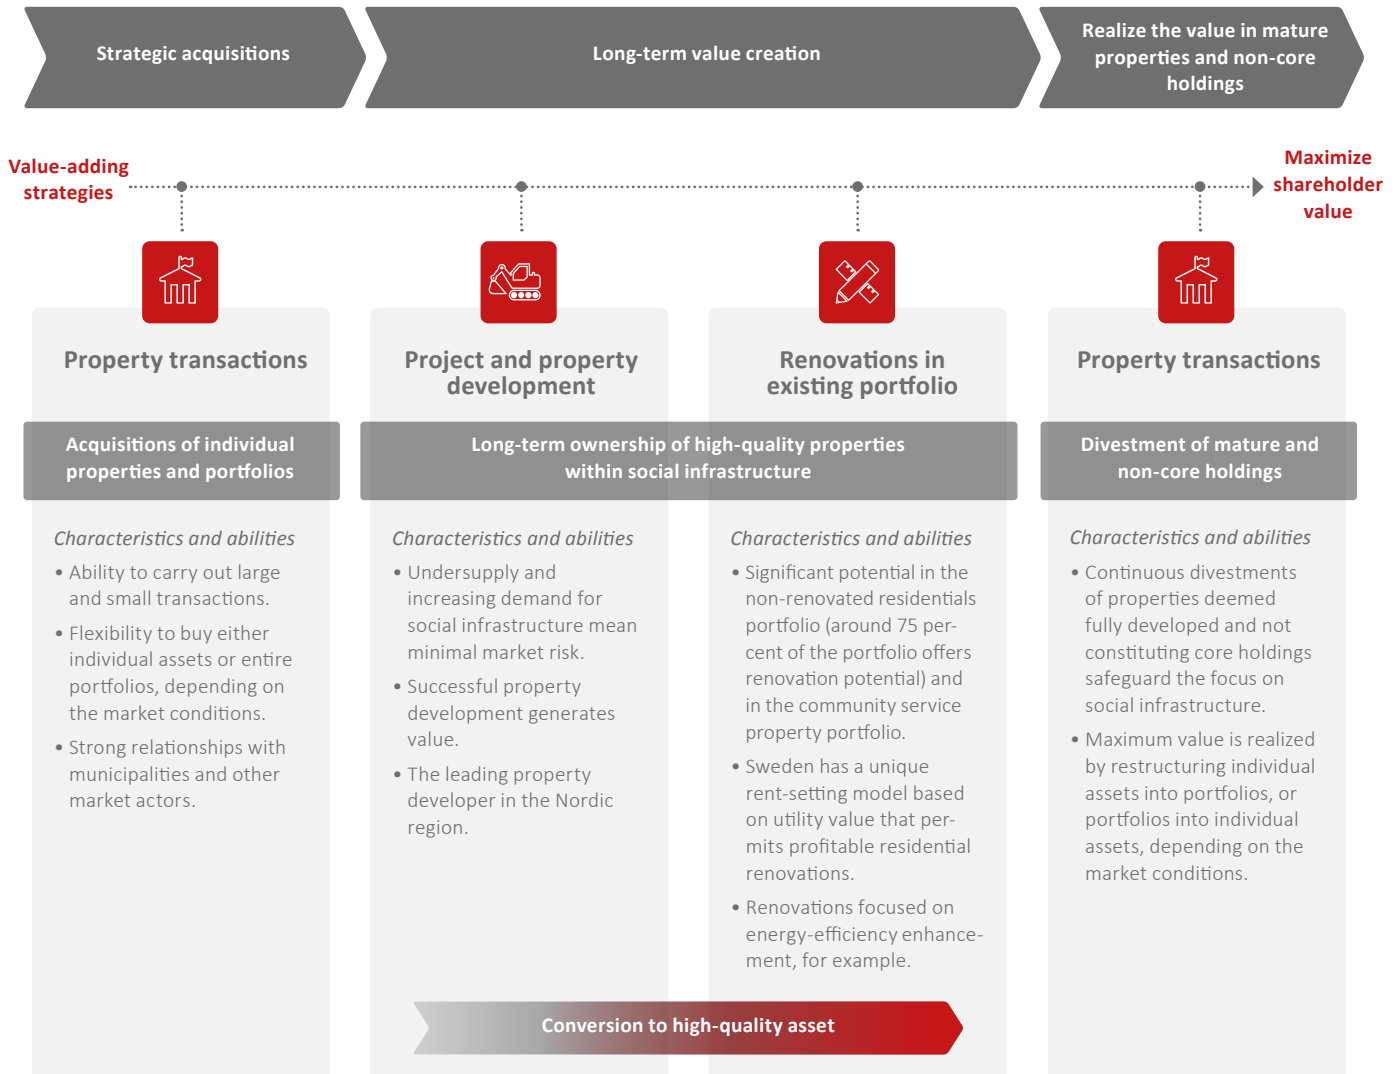 Strategic acquisitions
Long-term value creation
Realize the value in mature
properties and non-core
holdings
Value-adding
strategies
Maximize
shareholder
value
Property transactions
Acquisitions of individual
properties and portfolios
Characteristics and abilities
• Ability to carry out large
and small transactions.
• Flexibility to buy either
individual assets or entire
portfolios, depending on
the market conditions.
• Strong relationships with
municipalities and other
market actors.
Project and property
development
Long-term ownership of high-quality properties
within social infrastructure
Characteristics and abilities
• Undersupply and
increasing demand for
social infrastructure mean
minimal market risk.
• Successful property
development generates
value.
• The leading property
developer in the Nordic
region.
Renovations in
existing portfolio
Characteristics and abilities
• Significant potential in the
non-renovated residentials
portfolio (around 75 per-
cent of the portfolio offers
renovation potential) and
in the community service
property portfolio.
• Sweden has a unique
rent-setting model based
on utility value that per-
mits profitable residential
renovations.
• Renovations focused on
energy-efficiency enhance-
ment, for example.
Conversion to high-quality asset
Property transactions
Divestment of mature and
non-core holdings
Characteristics and abilities
• Continuous divestments
of properties deemed
fully developed and not
constituting core holdings
safeguard the focus on
social infrastructure.
• Maximum value is realized
by restructuring individual
assets into portfolios, or
portfolios into individual
assets, depending on the
market conditions.